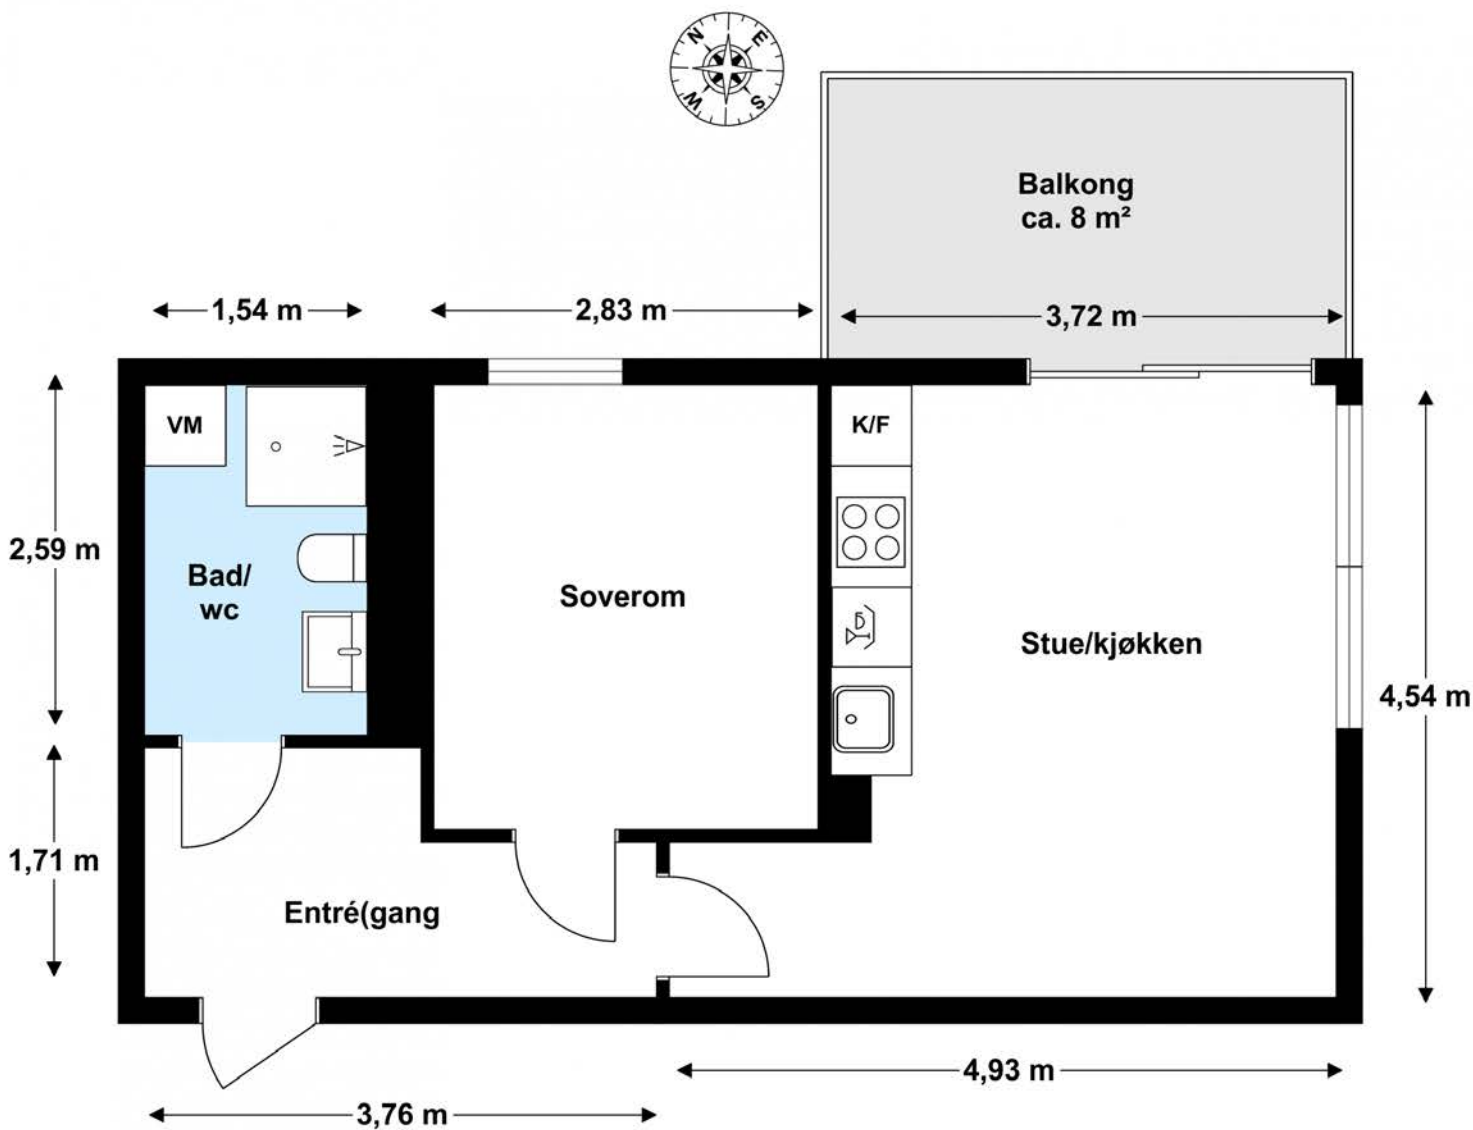 N
E
W
S
Balkong
ca. 8 m²
1,54 m
2,83 m
3,72 m
VM
K/F
2,59 m
Bad/
wc
Soverom
D
Stue/kjøkken
4,54 m
1,71 m
Entré(gang
4,93 m
3,76 m